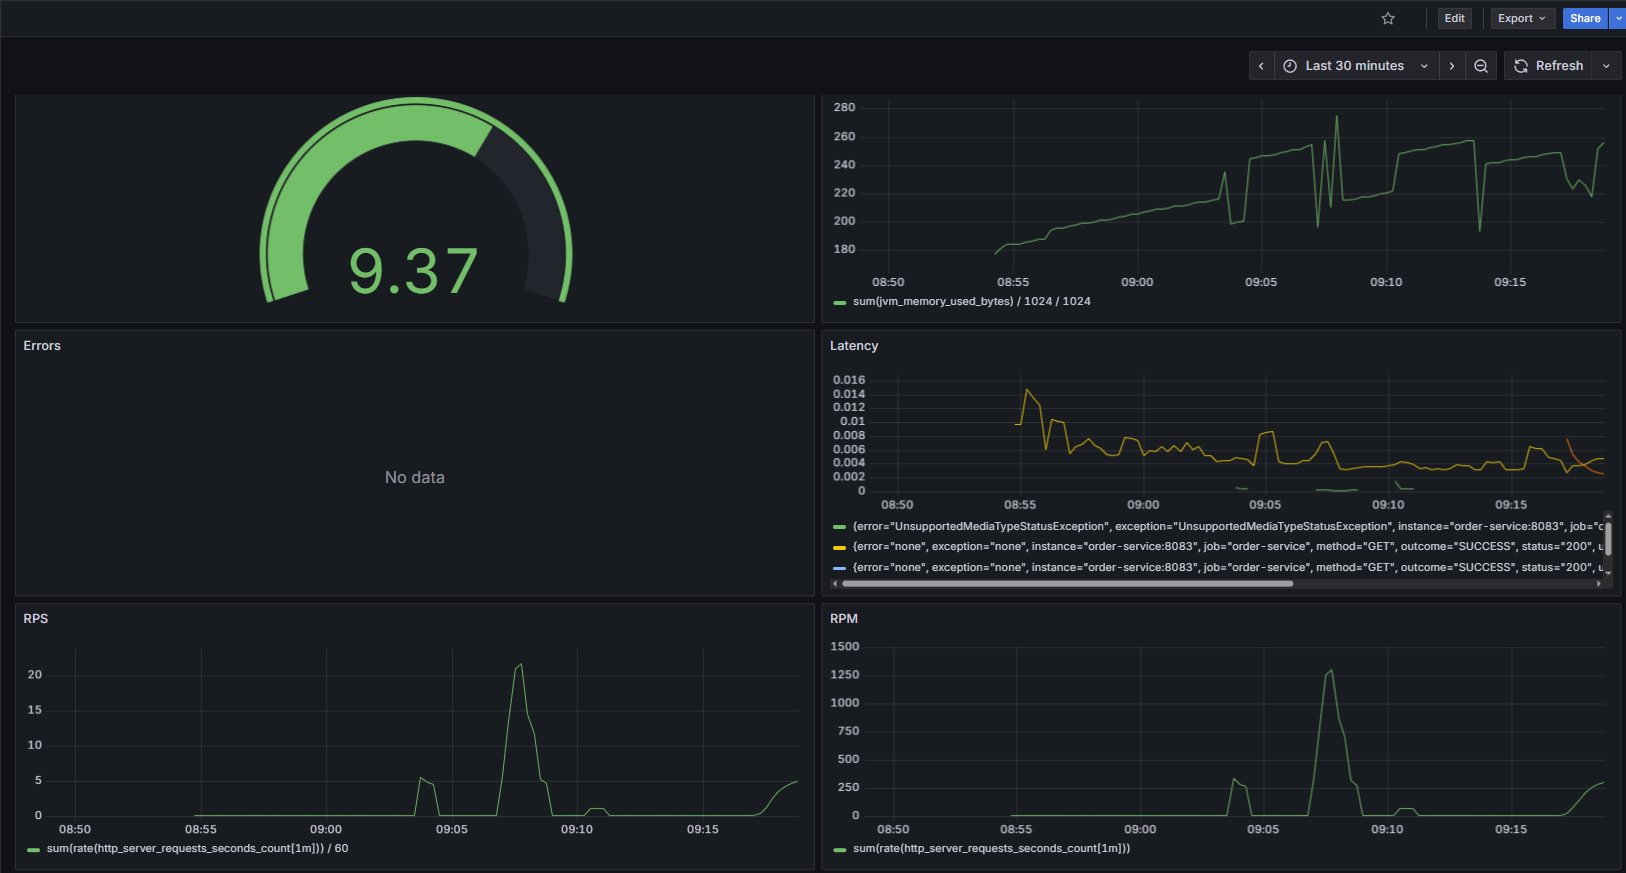 Edit
Export
Share
Last 30 minutes
Refresh
9.37
280
260
240
220
200
180
08:50 08:55 09:00 09:05 09:10 09:15
sum(jvm_memory_used_bytes) / 1024 / 1024
Errors
No data
Latency
0.016
0.014
0.012
0.01
0.008
0.006
0.004
0.002
0
08:50 08:55 09:00 09:05 09:10 09:15
{error="UnsupportedMediaTypeStatusException", exception="UnsupportedMediaTypeStatusException", instance="order-service:8083", job="o
{error="none", exception="none", instance="order-service:8083", job="order-service", method="GET", outcome="SUCCESS", status="200", u
{error="none", exception="none", instance="order-service:8083", job="order-service", method="GET", outcome="SUCCESS", status="200", u
RPS
20
15
10
5
0
08:50 08:55 09:00 09:05 09:10 09:15
sum(rate(http_server_requests_seconds_count[1m])) / 60
RPM
1500
1250
1000
750
500
250
0
08:50 08:55 09:00 09:05 09:10 09:15
sum(rate(http_server_requests_seconds_count[1m]))